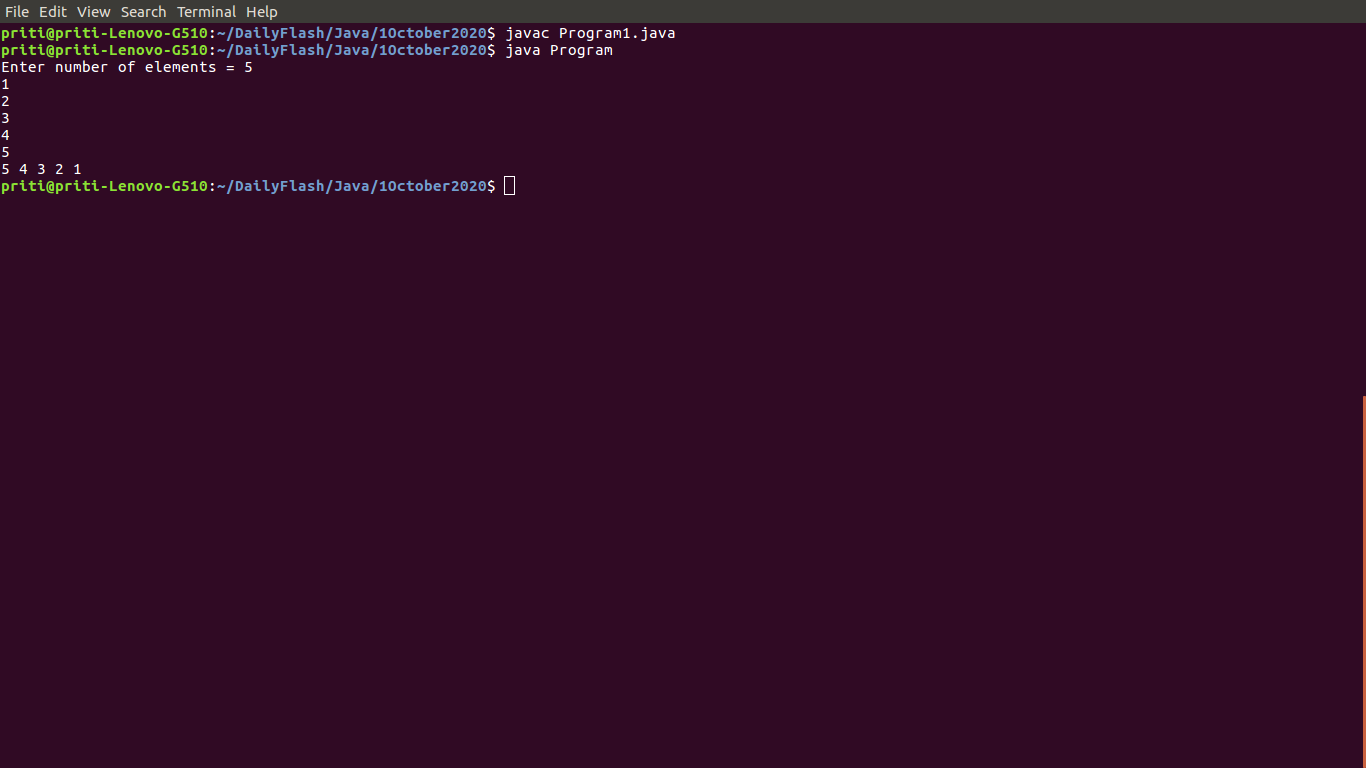 File Edit View Search Terminal Help
priti@priti-Lenovo-G510:~/DailyFlash/Java/1October2020$ javac Program1.java
priti@priti-Lenovo-G510:~/DailyFlash/Java/1October2020$ java Program
Enter number of elements = 5
1
2
3
4
5
5 4 3 2 1
priti@priti-Lenovo-G510:~/DailyFlash/Java/1October2020$